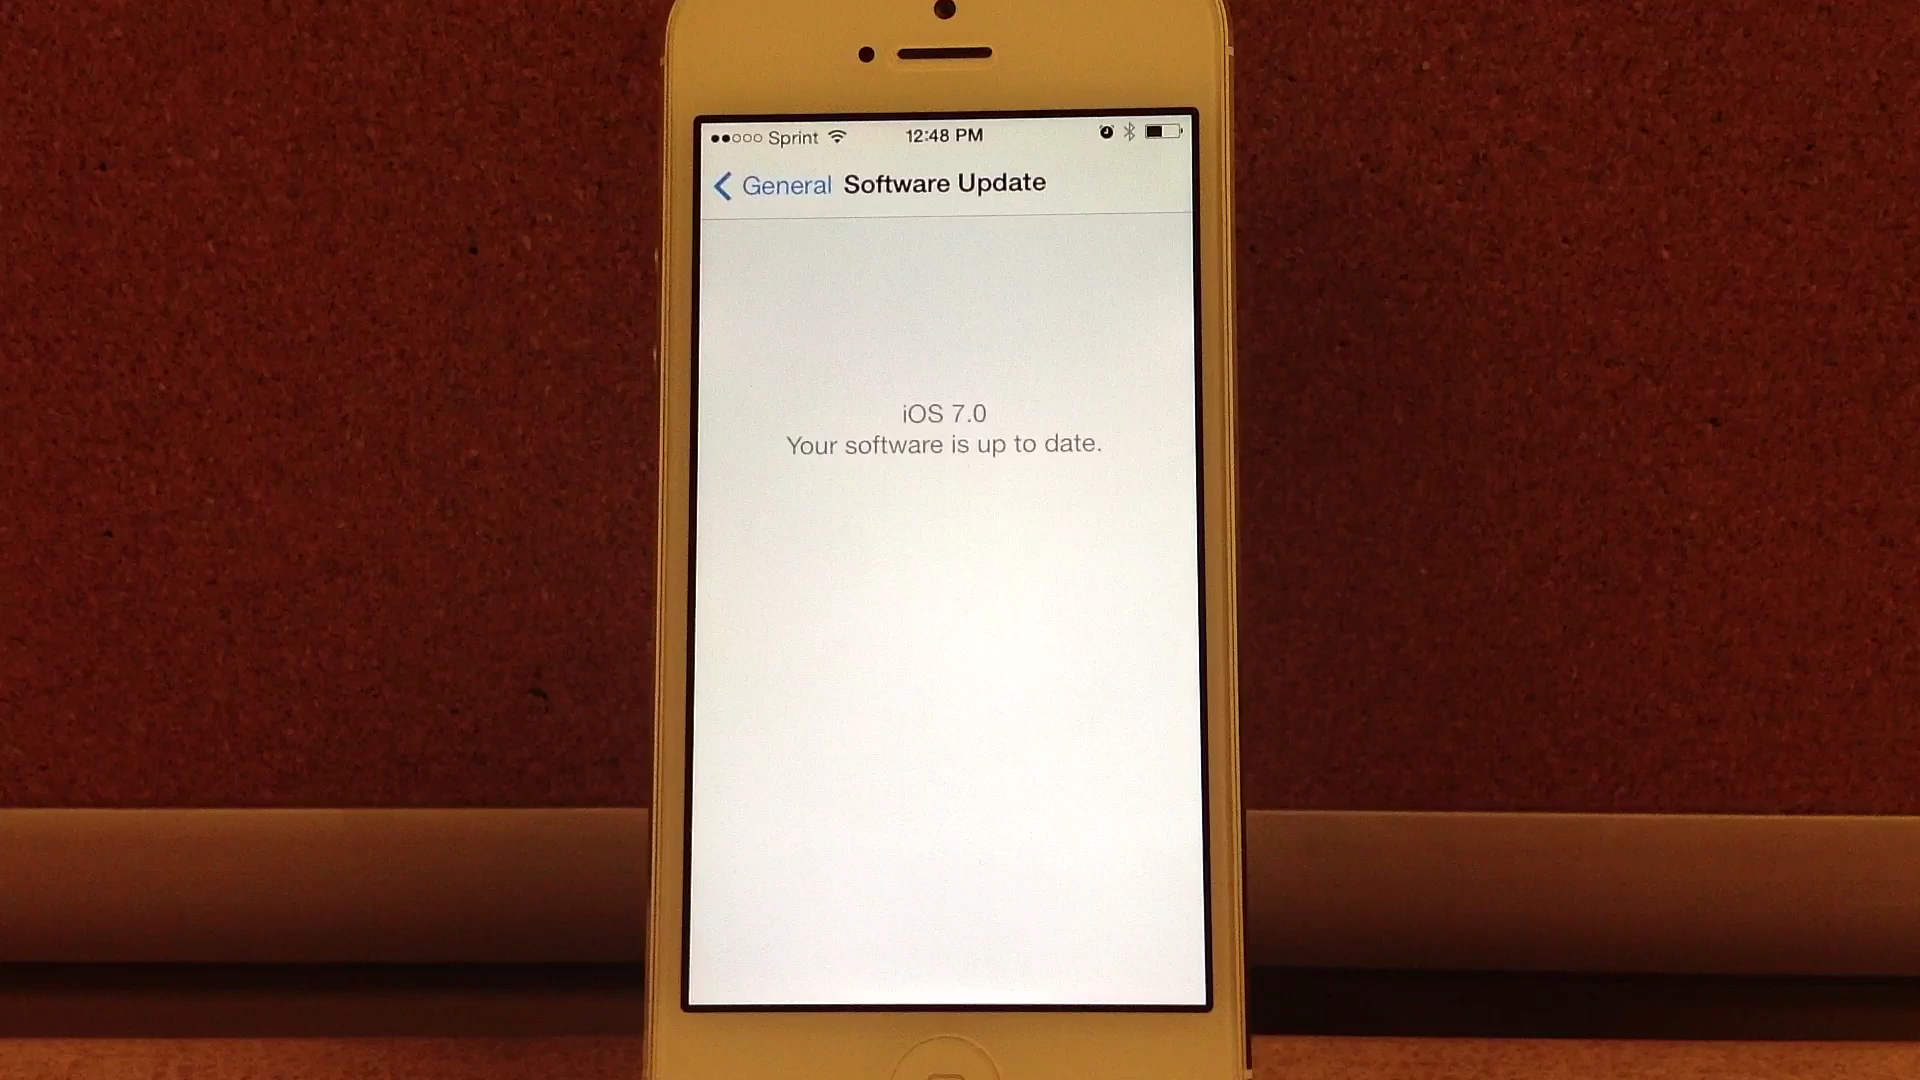 Sprint 12:48 PM
General Software Update
iOS 7.0
Your software is up to date.